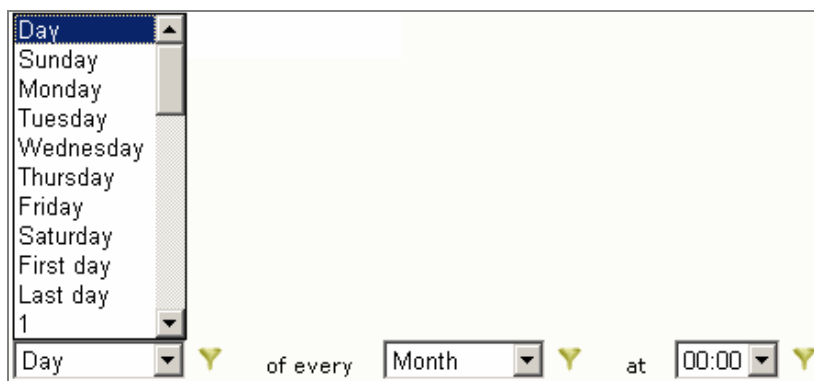 Day
Sunday
Monday
Tuesday
Wednesday
Thursday
Friday
Saturday
First day
Last day
1
Day of every Month at 00:00